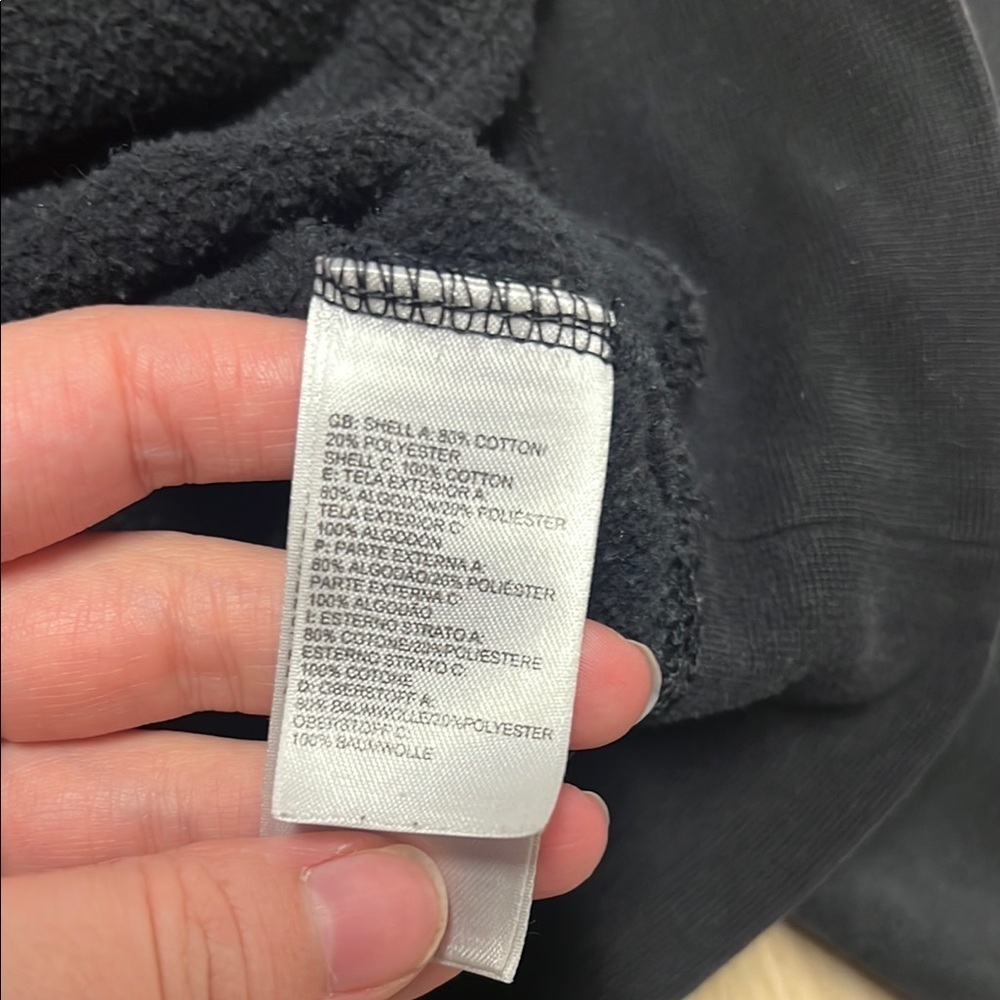 GB: SHELL A: 80% COTTON/
20% POLYESTER
SHELL C: 100% COTTON
E: TELA EXTERIOR A:
80% ALGODÓN/20% POLIÉSTER
TELA EXTERIOR C:
100% ALGODÓN
P: PARTE EXTERNA A:
80% ALGODÃO/20% POLIÉSTER
PARTE EXTERNA C:
100% ALGODÃO
I: ESTERNO STRATO A:
80% COTONE/20% POLIESTERE
ESTERNO STRATO C:
100% COTONE
D: OBERSTOFF A:
80% BAUMWOLLE/20%POLYESTER
OBERSTOFF C:
100% BAUMWOLLE